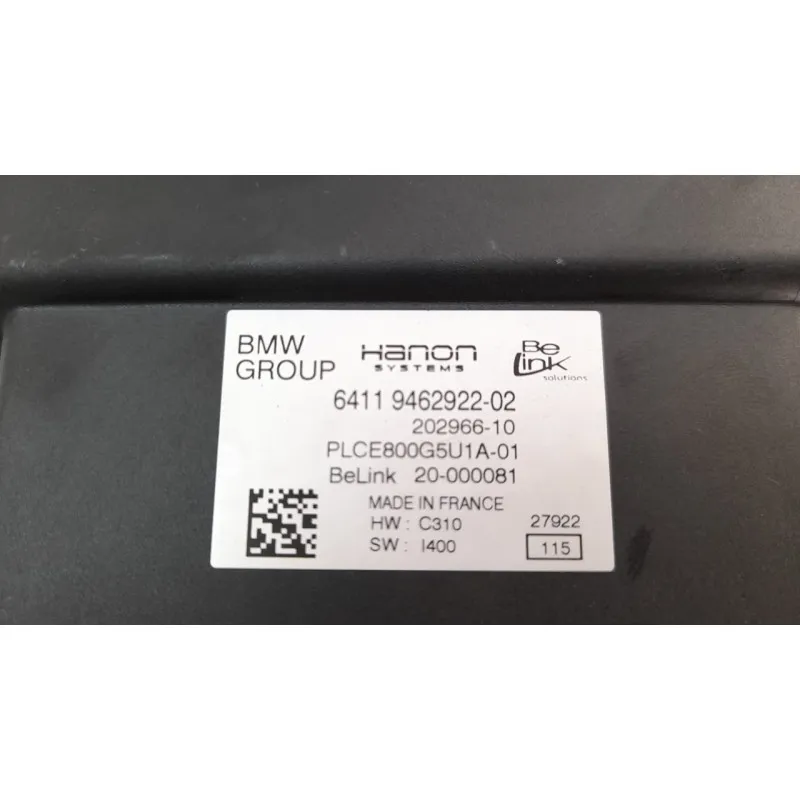 BMW
GROUP
Hanon
SYSTEMS
Be
Link
solutions
6411 9462922-02
202966-10
PLCE800G5U1A-01
BeLink 20-000081
MADE IN FRANCE
HW : C310
SW : I400
27922
115